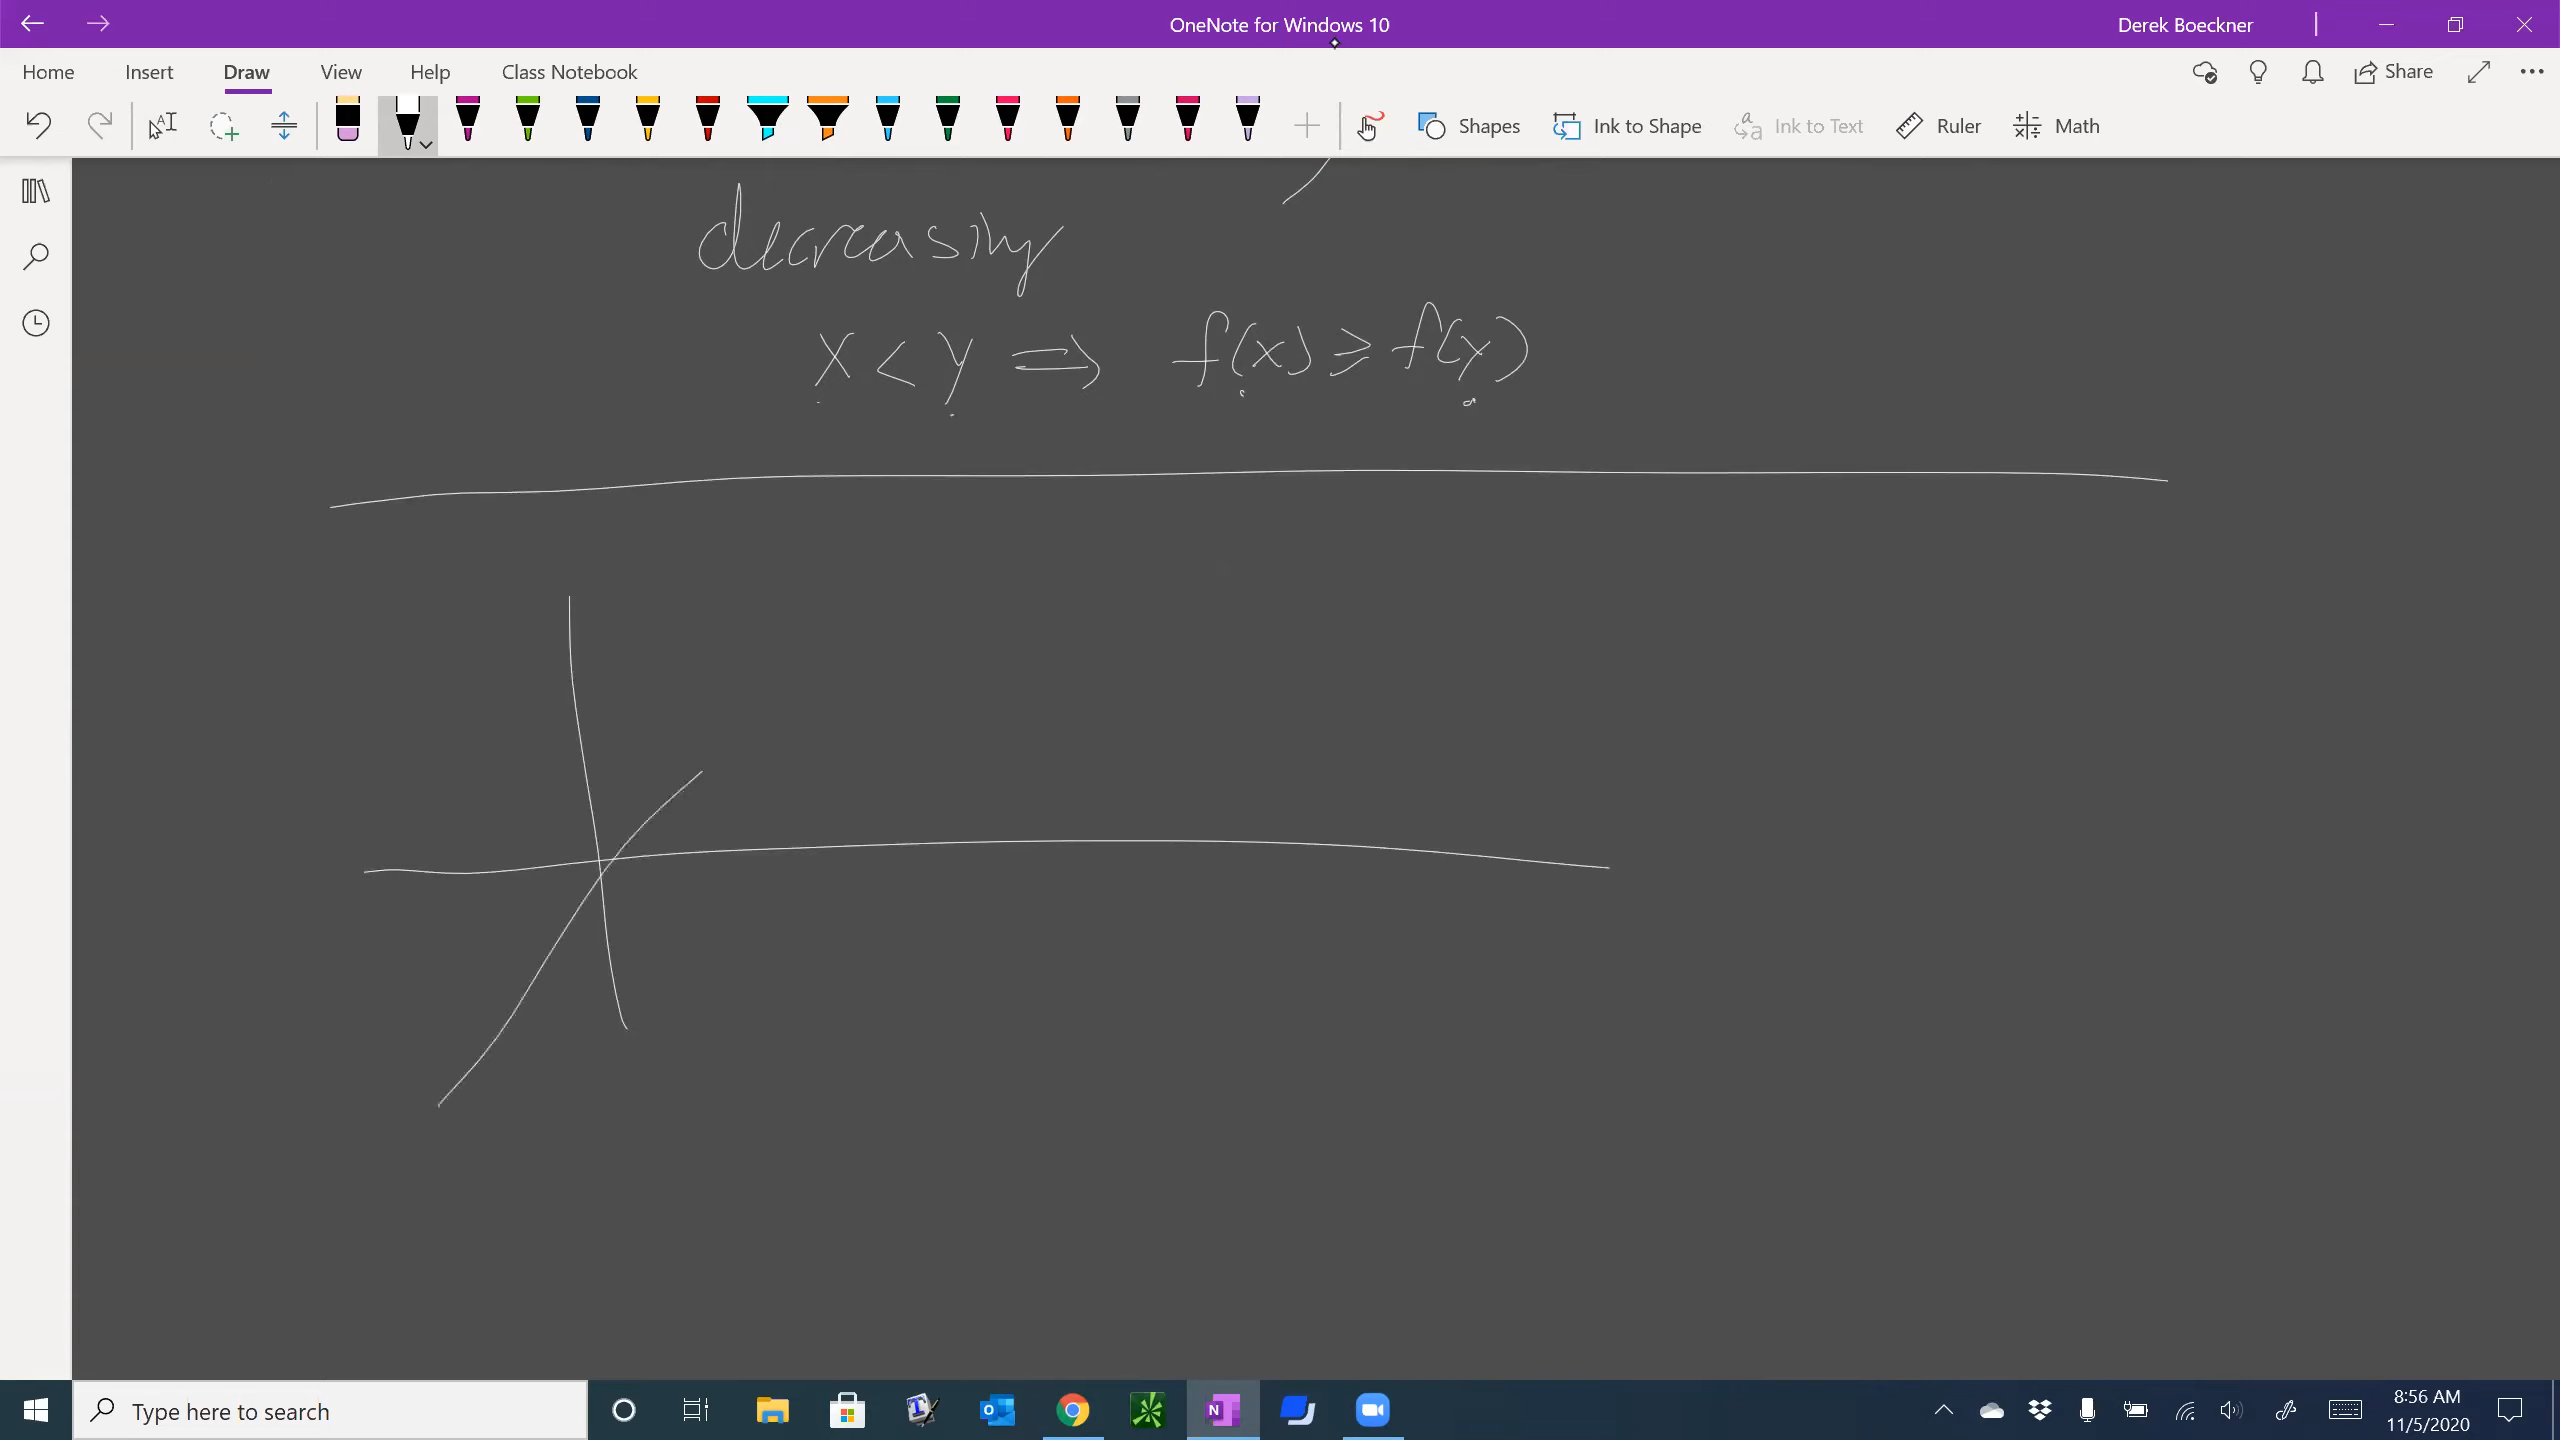 OneNote for Windows 10
Derek Boeckner
Home Insert Draw View Help Class Notebook
Share
Shapes Ink to Shape Ink to Text Ruler Math
decreasing
x < y ⟹ f(x) ≥ f(y)
Type here to search
8:56 AM
11/5/2020